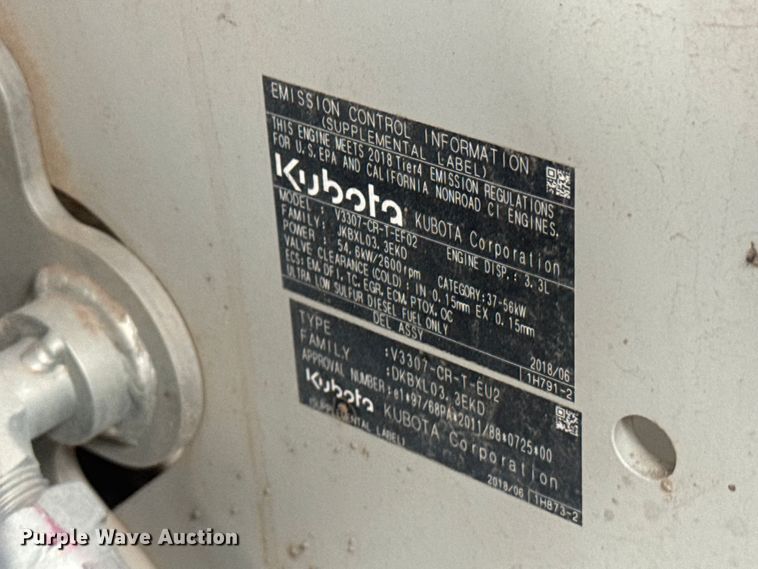 EMISSION CONTROL INFORMATION
(SUPPLEMENTAL LABEL)
THIS ENGINE MEETS 2018 Tier4 EMISSION REGULATIONS
FOR U.S.EPA AND CALIFORNIA NONROAD CI ENGINES.
Kubota KUBOTA Corporation
MODEL : V3307-CR-T-EF02 ENGINE DISP.: 3.3L
FAMILY: JKBXL03.3EKD
POWER : 54.6kW/2600rpm CATEGORY:37-56kW
VALVE CLEARANCE(COLD): IN 0.15mm EX 0.15mm
ECS: EM, DFI, TC, EGR, ECM, PTOX, OC
ULTRA LOW SULFUR DIESEL FUEL ONLY
DEL ASSY
2018/06
1H791-2
TYPE :V3307-CR-T-EU2
FAMILY :DKBXL03.3EKD
APPROVAL NUMBER:e1*97/68PA*2011/88*0725*00
Kubota KUBOTA Corporation
(SUPPLEMENTAL LABEL)
2018/06 1H873-2
Purple Wave Auction